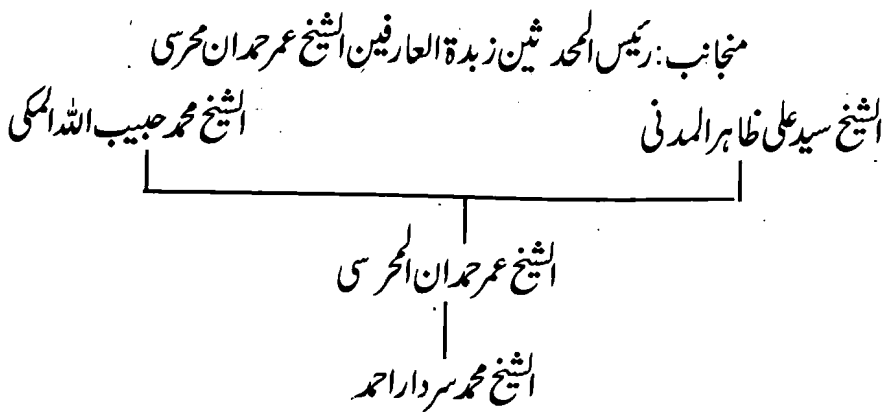 منجانب: رئیس المحدثین زبدۃ العارفین الشیخ عمر حمدان محرسی
الشیخ سید علی ظاہر المدنی
الشیخ محمد حبیب اللہ المکی
الشیخ عمر حمدان المحرسی
الشیخ محمد سردار احمد